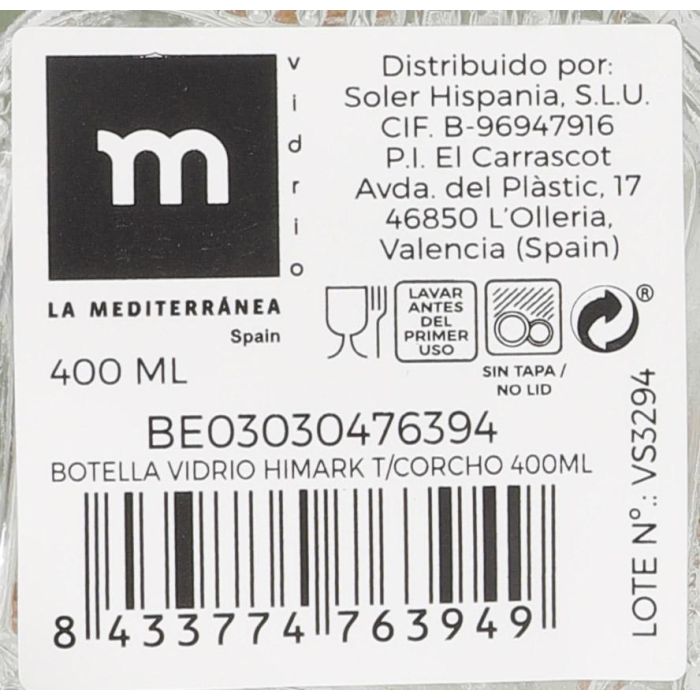 m
vidrio
LA MEDITERRÁNEA
Spain
400 ML
Distribuido por:
Soler Hispania, S.L.U.
CIF. B-96947916
P.I. El Carrascot
Avda. del Plàstic, 17
46850 L'Olleria,
Valencia (Spain)
LAVAR
ANTES
DEL
PRIMER
USO
SIN TAPA /
NO LID
®
BE03030476394
BOTELLA VIDRIO HIMARK T/CORCHO 400ML
8 433774 763949
LOTE Nº.: VS3294